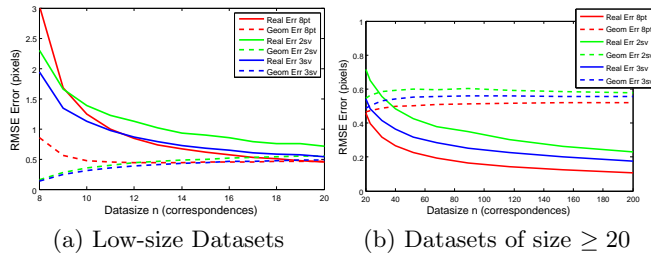 3
2.5
2
1.5
1
0.5
0
8
10
12
14
16
18
20
RMSE Error (pixels)
Datasize n (correspondences)
Real Err 8pt
Geom Err 8pt
Real Err 2sv
Geom Err 2sv
Real Err 3sv
Geom Err 3sv
(a) Low-size Datasets
1
0.8
0.6
0.4
0.2
0
20
40
60
80
100
120
140
160
180
200
RMSE Error (pixels)
Datasize n (correspondences)
Real Err 8pt
Geom Err 8pt
Real Err 2sv
Geom Err 2sv
Real Err 3sv
Geom Err 3sv
(b) Datasets of size ≥ 20